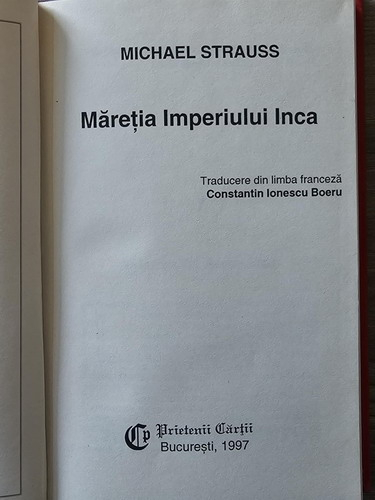 MICHAEL STRAUSS
Măreția Imperiului Inca
Traducere din limba franceză
Constantin Ionescu Boeru
Cp Prietenii Cărții
București, 1997